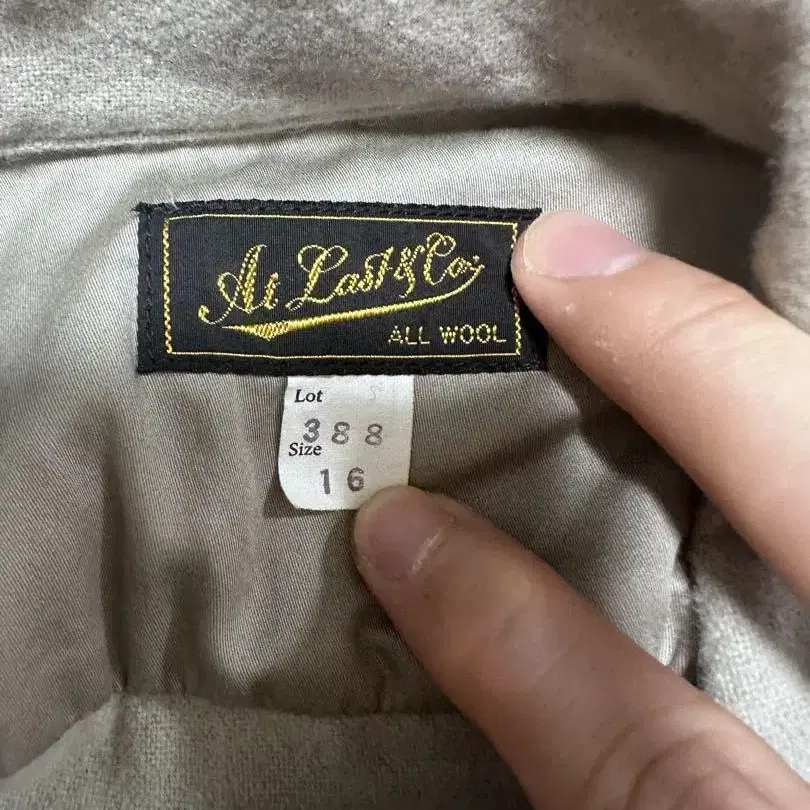 At Last & Co,
ALL WOOL
Lot
388
Size
16